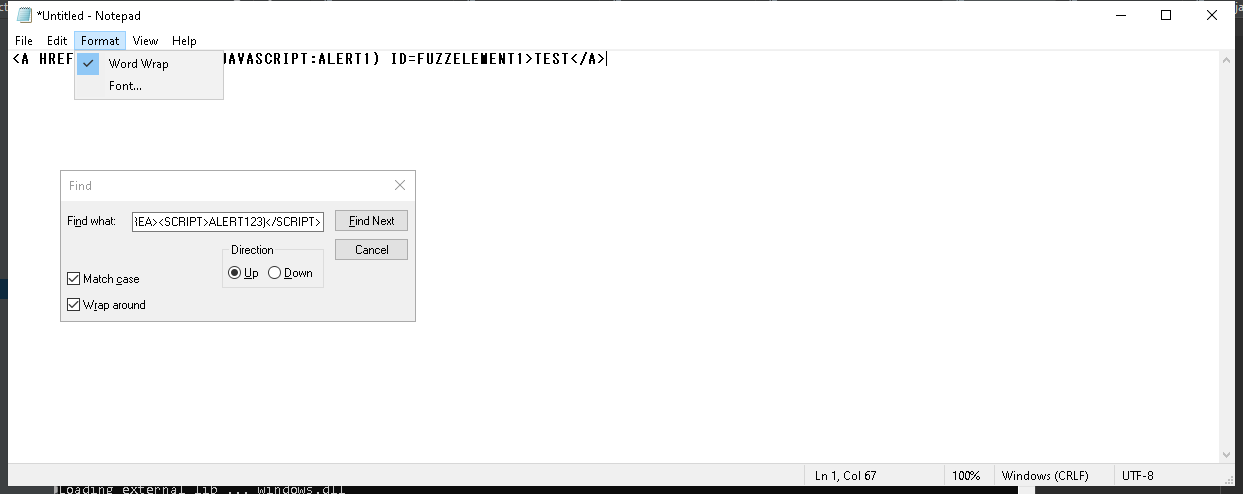 *Untitled - Notepad
File Edit Format View Help
<A HREF JAVASCRIPT:ALERT1) ID=FUZZELEMENT1>TEST</A>
Word Wrap
Font...
Find
Find what: EA><SCRIPT>ALERT123)</SCRIPT> Find Next
Direction Cancel
Up Down
Match case
Wrap around
Ln 1, Col 67 100% Windows (CRLF) UTF-8
Loading external lib ... windows.dll